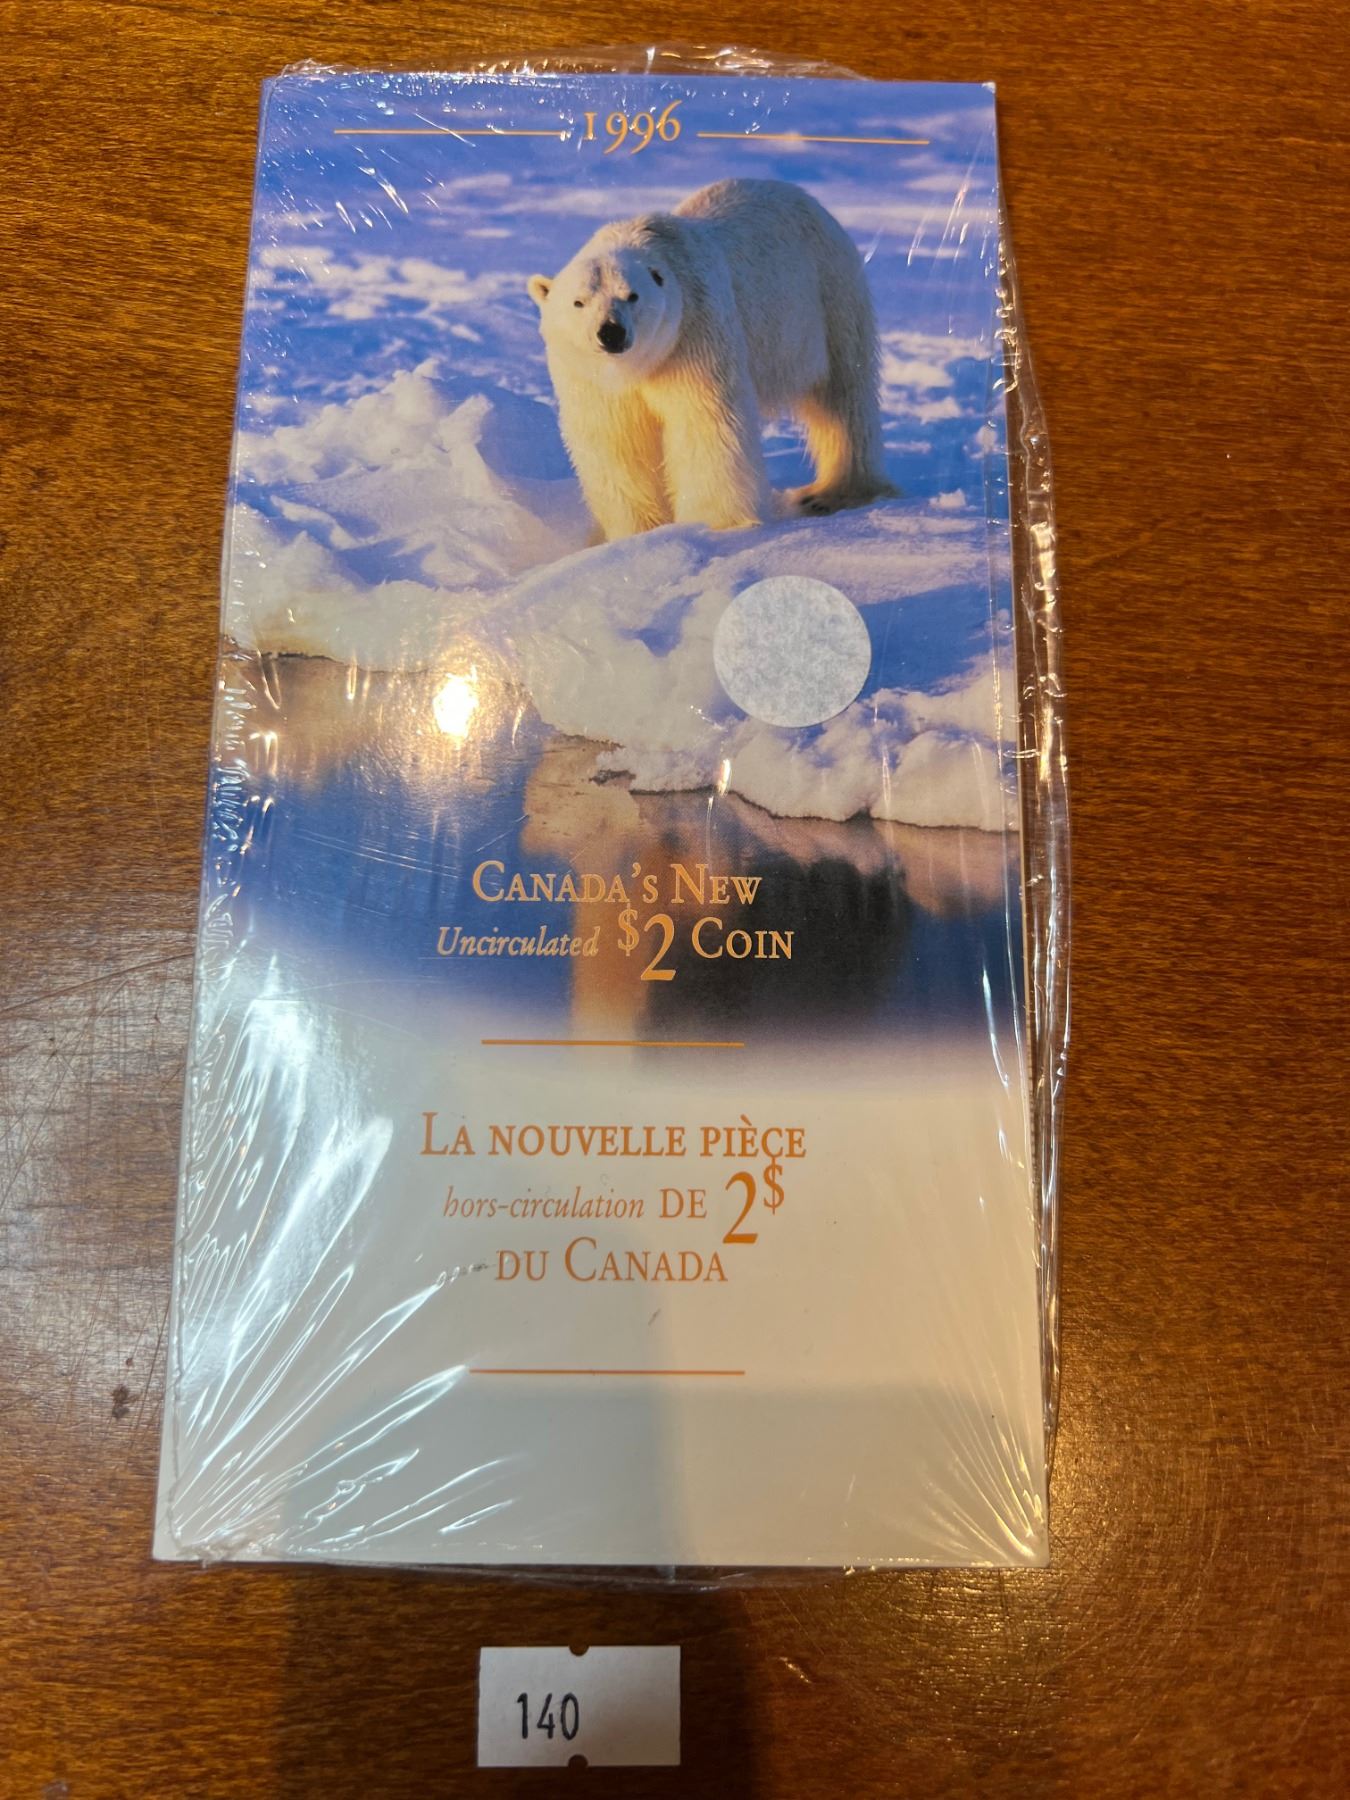 1996
Canada's New
Uncirculated $2 Coin
La nouvelle pièce
hors-circulation de 2$
du Canada
140